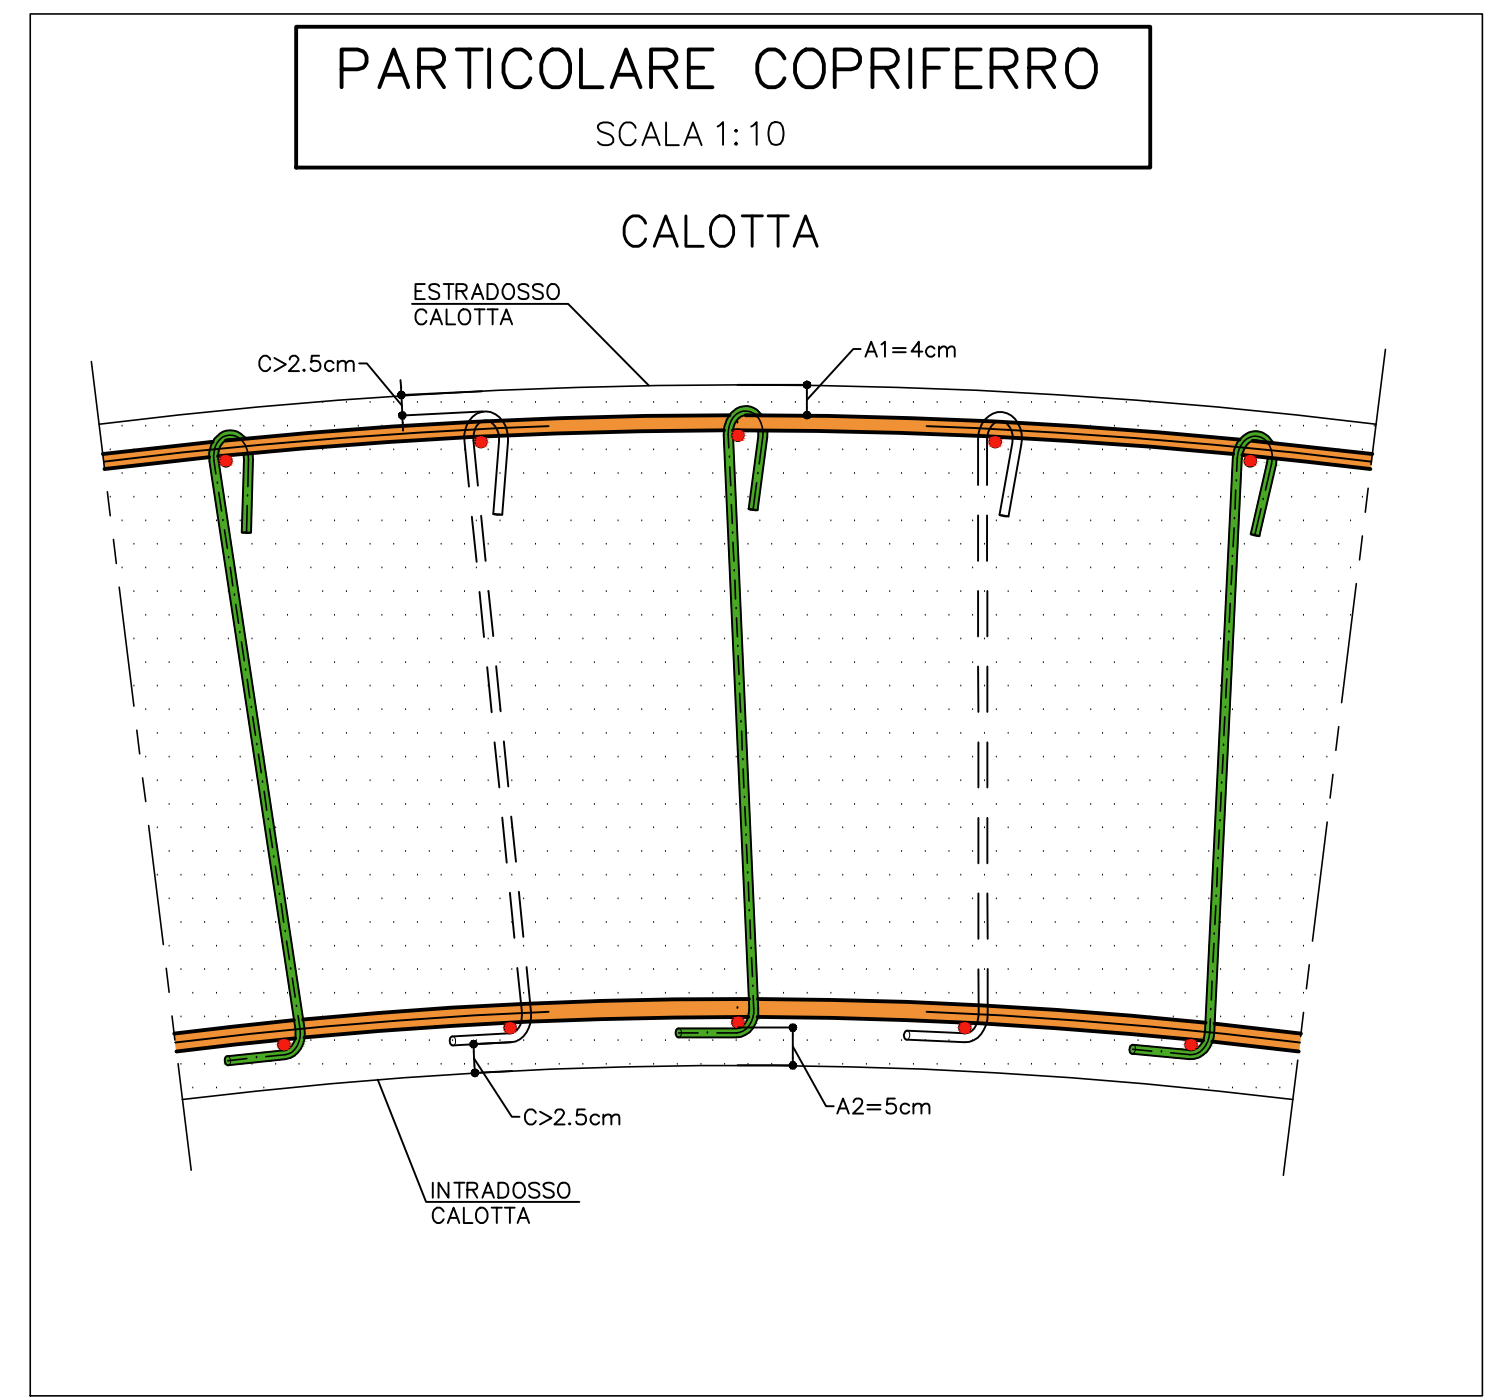 PARTICOLARE COPRIFERRO
SCALA 1:10
CALOTTA
ESTRADOSSO
CALOTTA
C>2.5cm
A1=4cm
C>2.5cm
A2=5cm
INTRADOSSO
CALOTTA